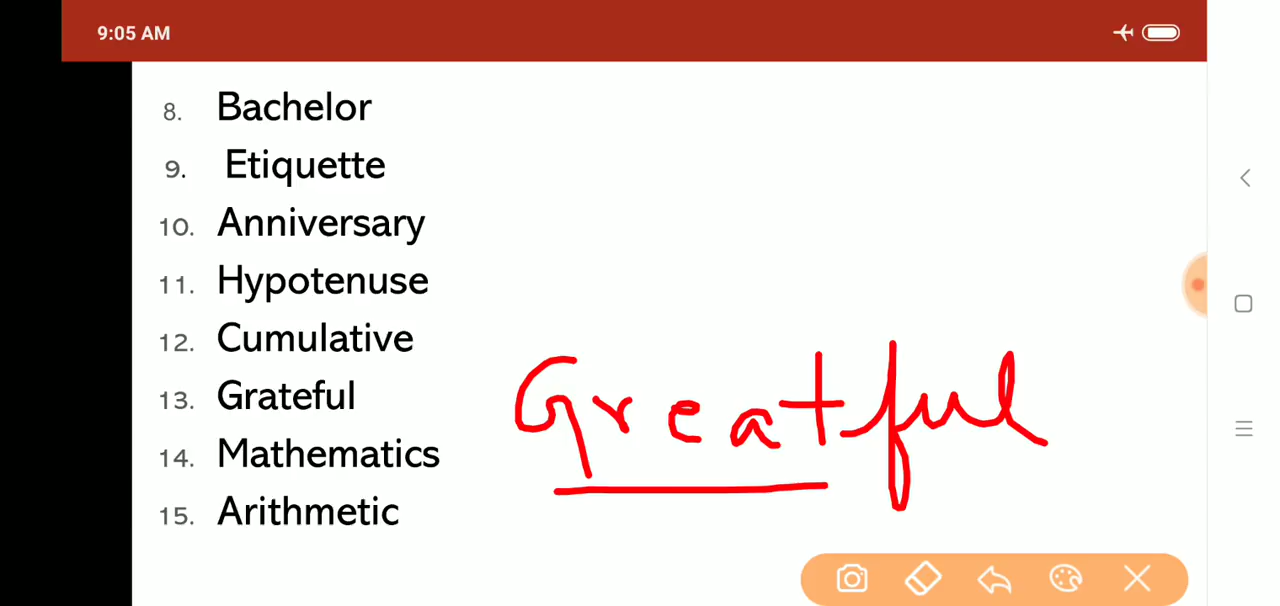 9:05 AM
8. Bachelor
9. Etiquette
10. Anniversary
11. Hypotenuse
12. Cumulative
13. Grateful
Greatful
14. Mathematics
15. Arithmetic